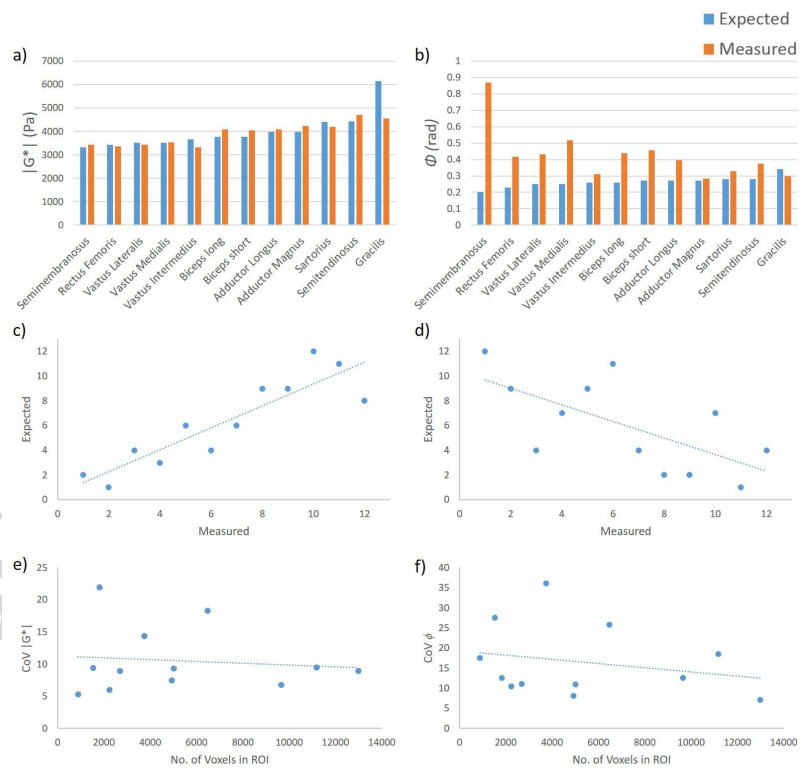 Expected
Measured
a)
|G*| (Pa)
7000
6000
5000
4000
3000
2000
1000
0
Semimembranosus
Rectus Femoris
Vastus Lateralis
Vastus Medialis
Vastus Intermedius
Biceps long
Biceps short
Adductor Longus
Adductor Magnus
Sartorius
Semitendinosus
Gracilis
b)
Φ (rad)
1
0.9
0.8
0.7
0.6
0.5
0.4
0.3
0.2
0.1
0
Semimembranosus
Rectus Femoris
Vastus Lateralis
Vastus Medialis
Vastus Intermedius
Biceps long
Biceps short
Adductor Longus
Adductor Magnus
Sartorius
Semitendinosus
Gracilis
c)
Expected
12
10
8
6
4
2
0
0 2 4 6 8 10 12
Measured
d)
Expected
12
10
8
6
4
2
0
0 2 4 6 8 10 12
Measured
e)
CoV |G*|
25
20
15
10
5
0
0 2000 4000 6000 8000 10000 12000 14000
No. of Voxels in ROI
f)
CoV ϕ
40
35
30
25
20
15
10
5
0
0 2000 4000 6000 8000 10000 12000 14000
No. of Voxels in ROI